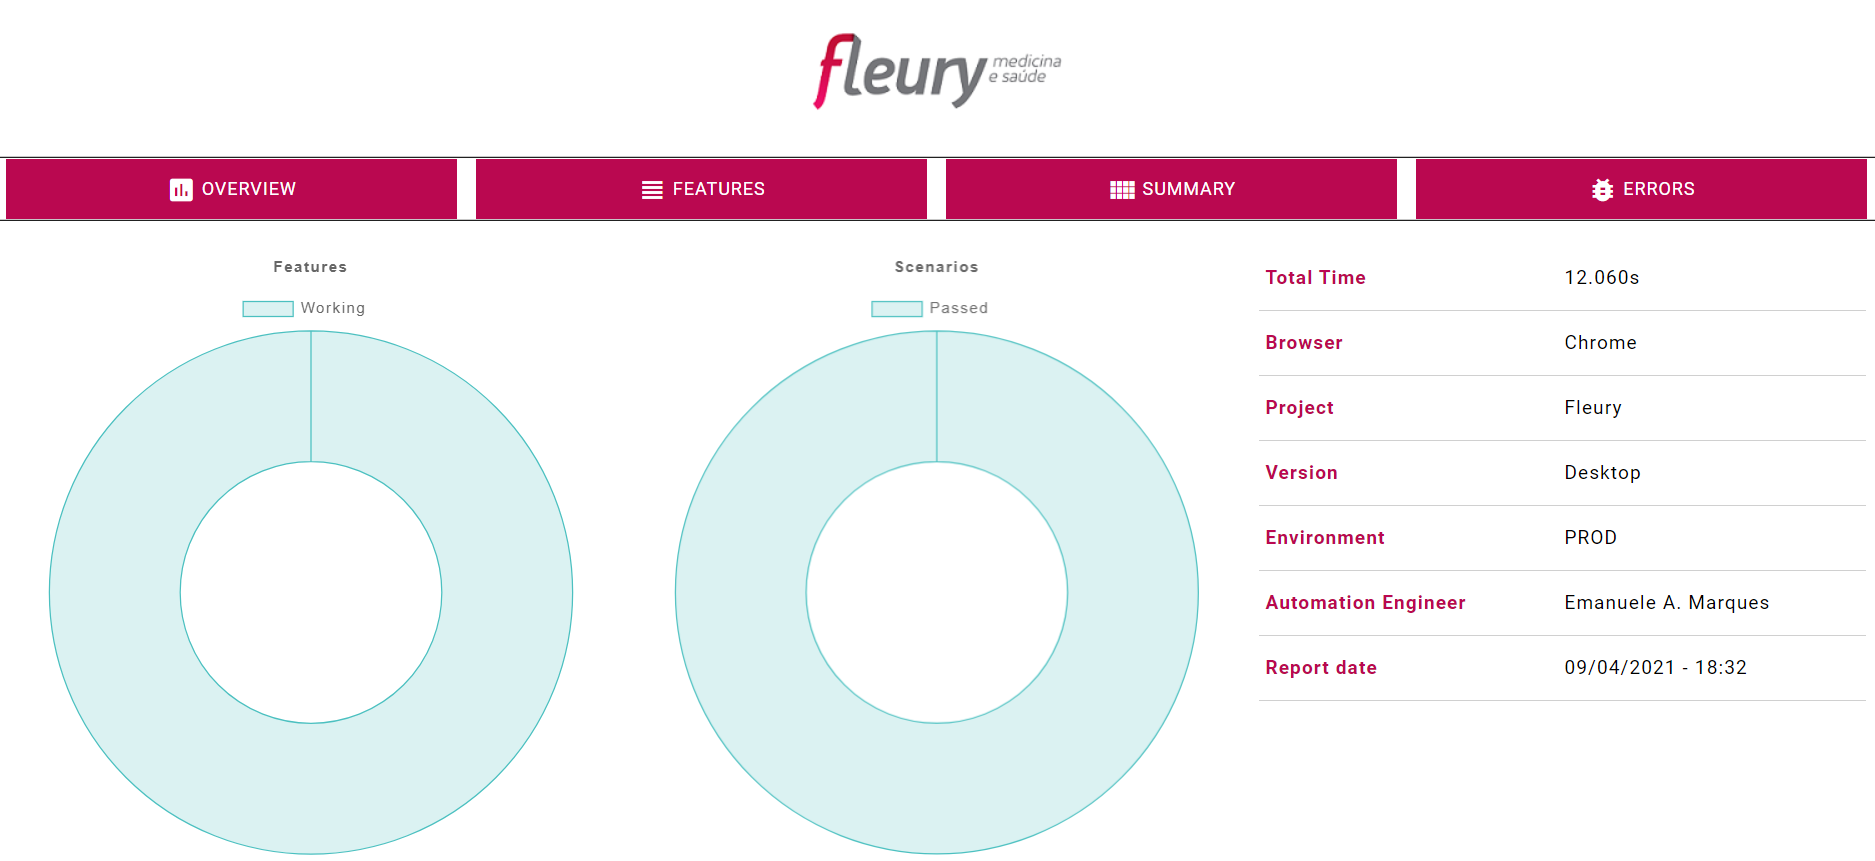 fleury medicina
e saúde
OVERVIEW FEATURES SUMMARY ERRORS
Features
Working
Scenarios
Passed
Total Time 12.060s
Browser Chrome
Project Fleury
Version Desktop
Environment PROD
Automation Engineer Emanuele A. Marques
Report date 09/04/2021 - 18:32